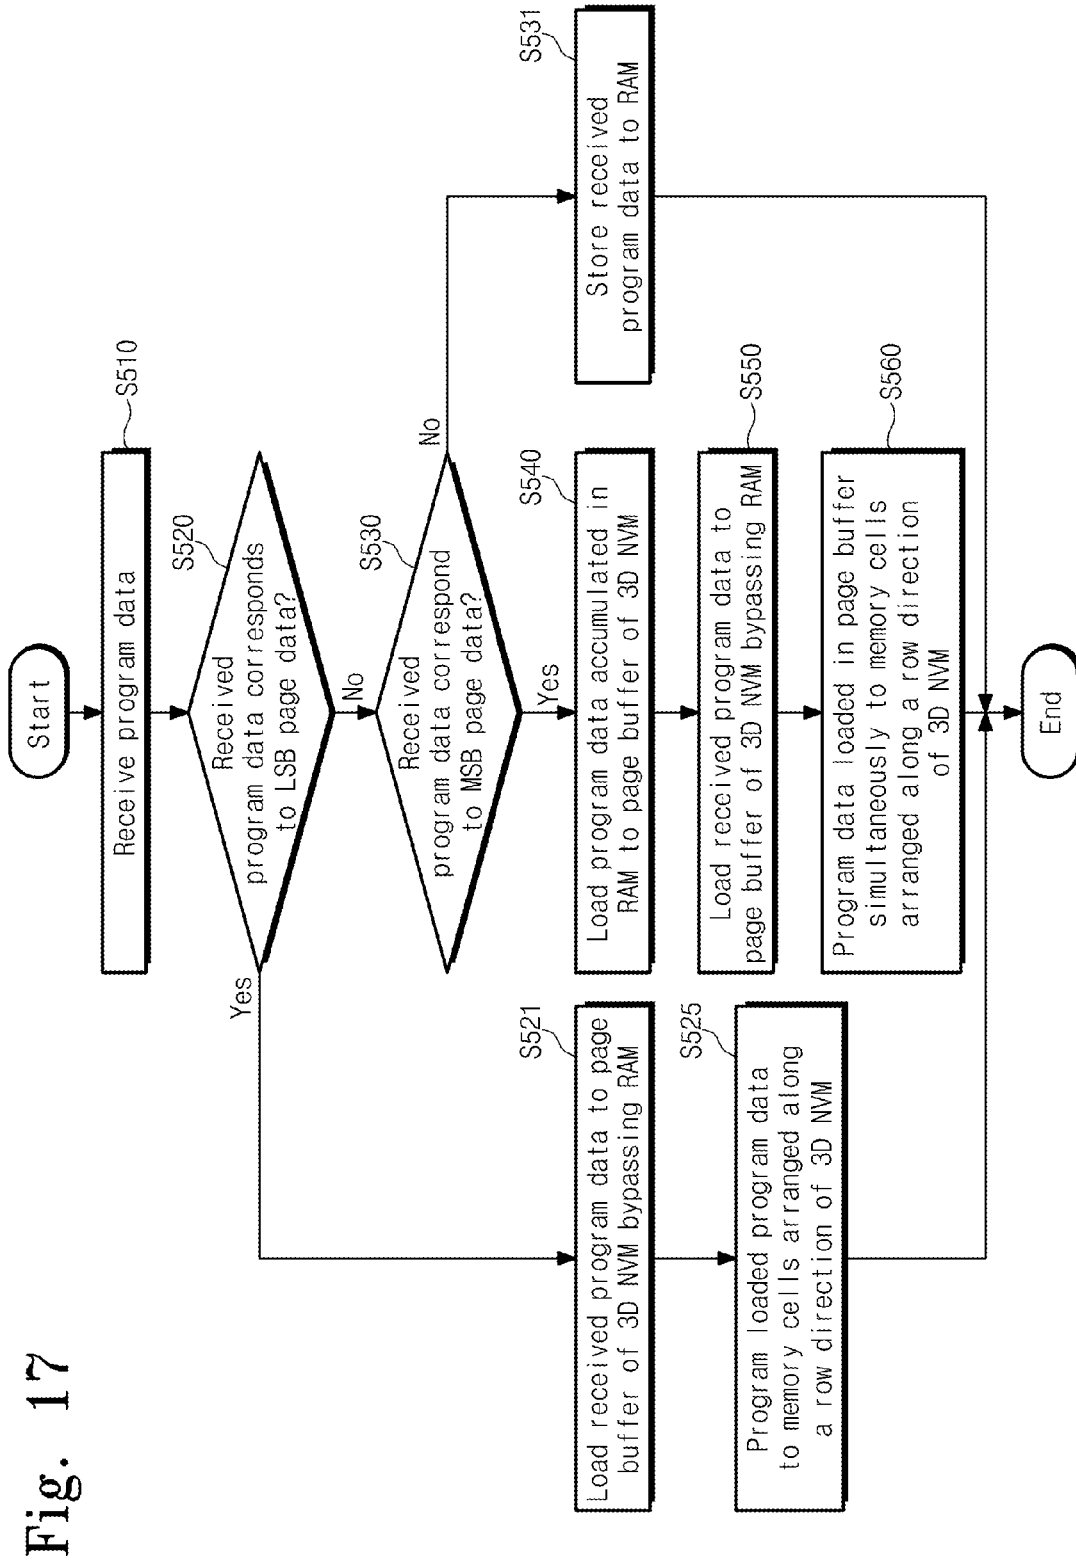 Fig. 17
Start
S510
Receive program data
S520
Received
program data corresponds
to LSB page data?
Yes
No
S530
Received
program data correspond
to MSB page data?
No
Yes
S521
Load received program data to page
buffer of 3D NVM bypassing RAM
S525
Program loaded program data
to memory cells arranged along
a row direction of 3D NVM
S540
Load program data accumulated in
RAM to page buffer of 3D NVM
S550
Load received program data to
page buffer of 3D NVM bypassing RAM
S560
Program data loaded in page buffer
simultaneously to memory cells
arranged along a row direction
of 3D NVM
S531
Store received
program data to RAM
End